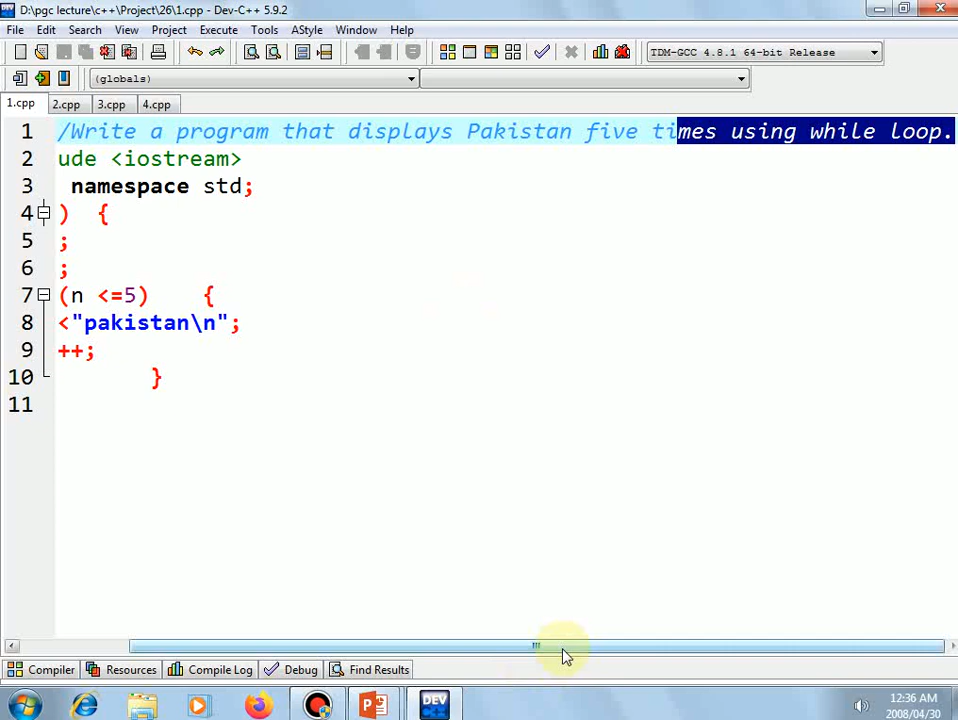 D:\pgc lecture\c++\Project\26\1.cpp - Dev-C++ 5.9.2
File Edit Search View Project Execute Tools AStyle Window Help
TDM-GCC 4.8.1 64-bit Release
(globals)
1.cpp 2.cpp 3.cpp 4.cpp
1 /Write a program that displays Pakistan five times using while loop.
2 ude <iostream>
3 namespace std;
4 ) {
5 ;
6 ;
7 (n <=5) {
8 <"pakistan\n";
9 ++;
10 }
11
Compiler Resources Compile Log Debug Find Results
DEV
12:36 AM
2008/04/30